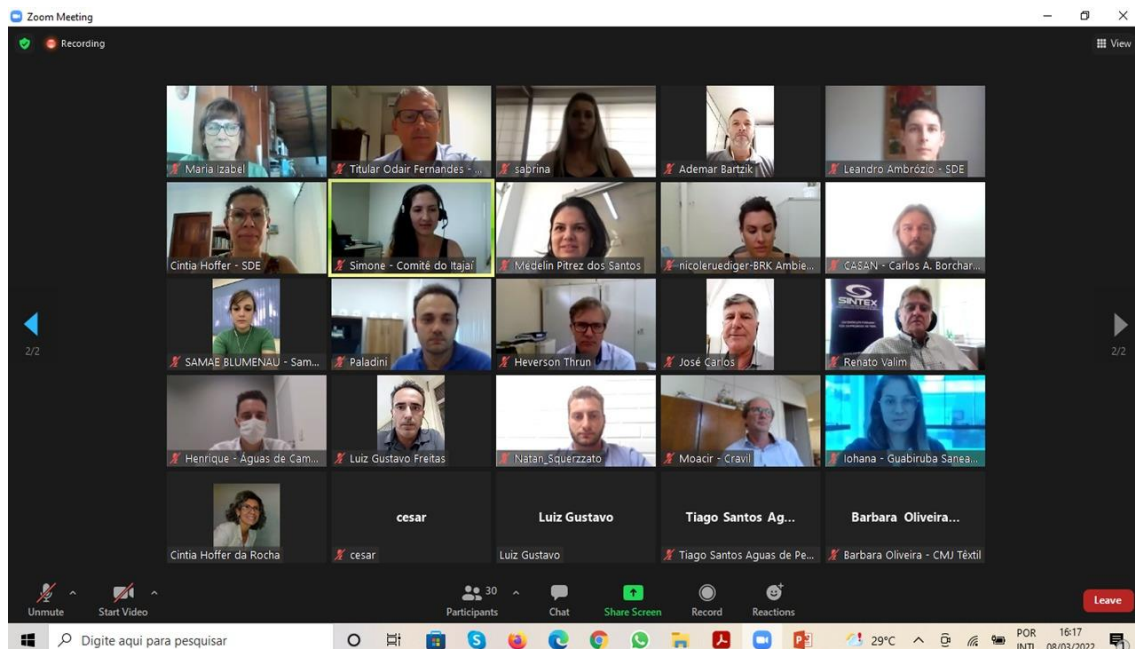 Zoom Meeting
Recording
View
Maria Izabel
Titular Odair Fernandes - ...
sabrina
Ademar Bartzik
Leandro Ambrózio - SDE
Cintia Hoffer - SDE
Simone - Comitê do Itajaí
Medelin Pitrez dos Santos
nicolerue​diger-BRK Ambie...
CASAN - Carlos A. Borchar...
SINTEX
SAMAE BLUMENAU - Sam...
Paladini
Heverson Thrun
José Carlos
Renato Valim
2/2
2/2
Henrique - Águas de Cam...
Luiz Gustavo Freitas
Natan_Squerzzato
Moacir - Cravil
Iohana - Guabiruba Sanea...
cesar
Luiz Gustavo
Tiago Santos Ag...
Barbara Oliveira...
Cintia Hoffer da Rocha
cesar
Luiz Gustavo
Tiago Santos Aguas de Pe...
Barbara Oliveira - CMJ Têxtil
30
Unmute
Start Video
Participants
Chat
Share Screen
Record
Reactions
Leave
Digite aqui para pesquisar
29°C
POR
INTL
16:17
08/03/2022
1